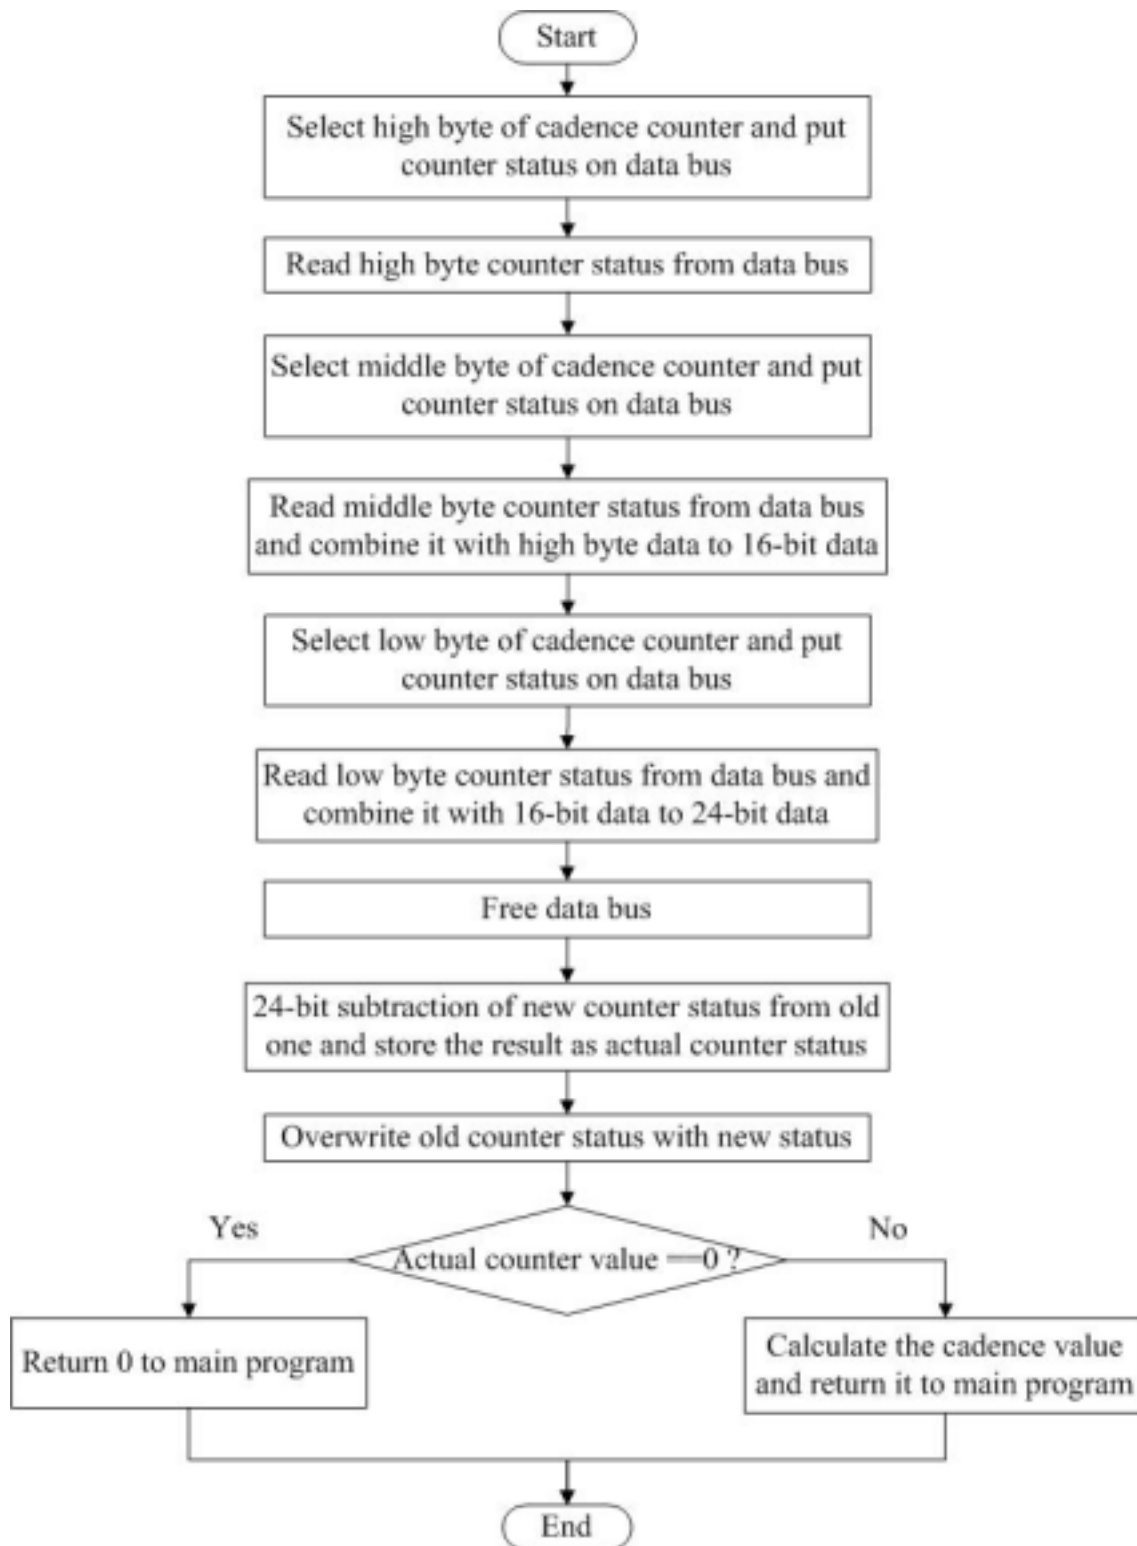 Start
Select high byte of cadence counter and put
counter status on data bus
Read high byte counter status from data bus
Select middle byte of cadence counter and put
counter status on data bus
Read middle byte counter status from data bus
and combine it with high byte data to 16-bit data
Select low byte of cadence counter and put
counter status on data bus
Read low byte counter status from data bus and
combine it with 16-bit data to 24-bit data
Free data bus
24-bit subtraction of new counter status from old
one and store the result as actual counter status
Overwrite old counter status with new status
Yes
No
Actual counter value ==0 ?
Return 0 to main program
Calculate the cadence value
and return it to main program
End